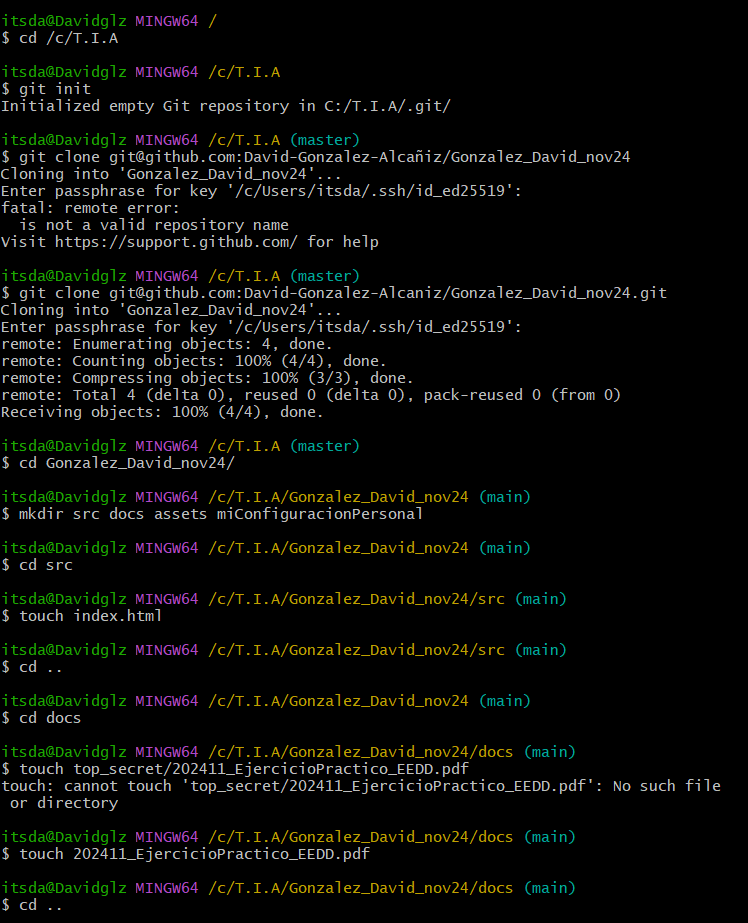 itsda@Davidglz MINGW64 /
$ cd /c/T.I.A
itsda@Davidglz MINGW64 /c/T.I.A
$ git init
Initialized empty Git repository in C:/T.I.A/.git/
itsda@Davidglz MINGW64 /c/T.I.A (master)
$ git clone git@github.com:David-Gonzalez-Alcañiz/Gonzalez_David_nov24
Cloning into 'Gonzalez_David_nov24'...
Enter passphrase for key '/c/Users/itsda/.ssh/id_ed25519':
fatal: remote error:
  is not a valid repository name
Visit https://support.github.com/ for help
itsda@Davidglz MINGW64 /c/T.I.A (master)
$ git clone git@github.com:David-Gonzalez-Alcaniz/Gonzalez_David_nov24.git
Cloning into 'Gonzalez_David_nov24'...
Enter passphrase for key '/c/Users/itsda/.ssh/id_ed25519':
remote: Enumerating objects: 4, done.
remote: Counting objects: 100% (4/4), done.
remote: Compressing objects: 100% (3/3), done.
remote: Total 4 (delta 0), reused 0 (delta 0), pack-reused 0 (from 0)
Receiving objects: 100% (4/4), done.
itsda@Davidglz MINGW64 /c/T.I.A (master)
$ cd Gonzalez_David_nov24/
itsda@Davidglz MINGW64 /c/T.I.A/Gonzalez_David_nov24 (main)
$ mkdir src docs assets miConfiguracionPersonal
itsda@Davidglz MINGW64 /c/T.I.A/Gonzalez_David_nov24 (main)
$ cd src
itsda@Davidglz MINGW64 /c/T.I.A/Gonzalez_David_nov24/src (main)
$ touch index.html
itsda@Davidglz MINGW64 /c/T.I.A/Gonzalez_David_nov24/src (main)
$ cd ..
itsda@Davidglz MINGW64 /c/T.I.A/Gonzalez_David_nov24 (main)
$ cd docs
itsda@Davidglz MINGW64 /c/T.I.A/Gonzalez_David_nov24/docs (main)
$ touch top_secret/202411_EjercicioPractico_EEDD.pdf
touch: cannot touch 'top_secret/202411_EjercicioPractico_EEDD.pdf': No such file
 or directory
itsda@Davidglz MINGW64 /c/T.I.A/Gonzalez_David_nov24/docs (main)
$ touch 202411_EjercicioPractico_EEDD.pdf
itsda@Davidglz MINGW64 /c/T.I.A/Gonzalez_David_nov24/docs (main)
$ cd ..